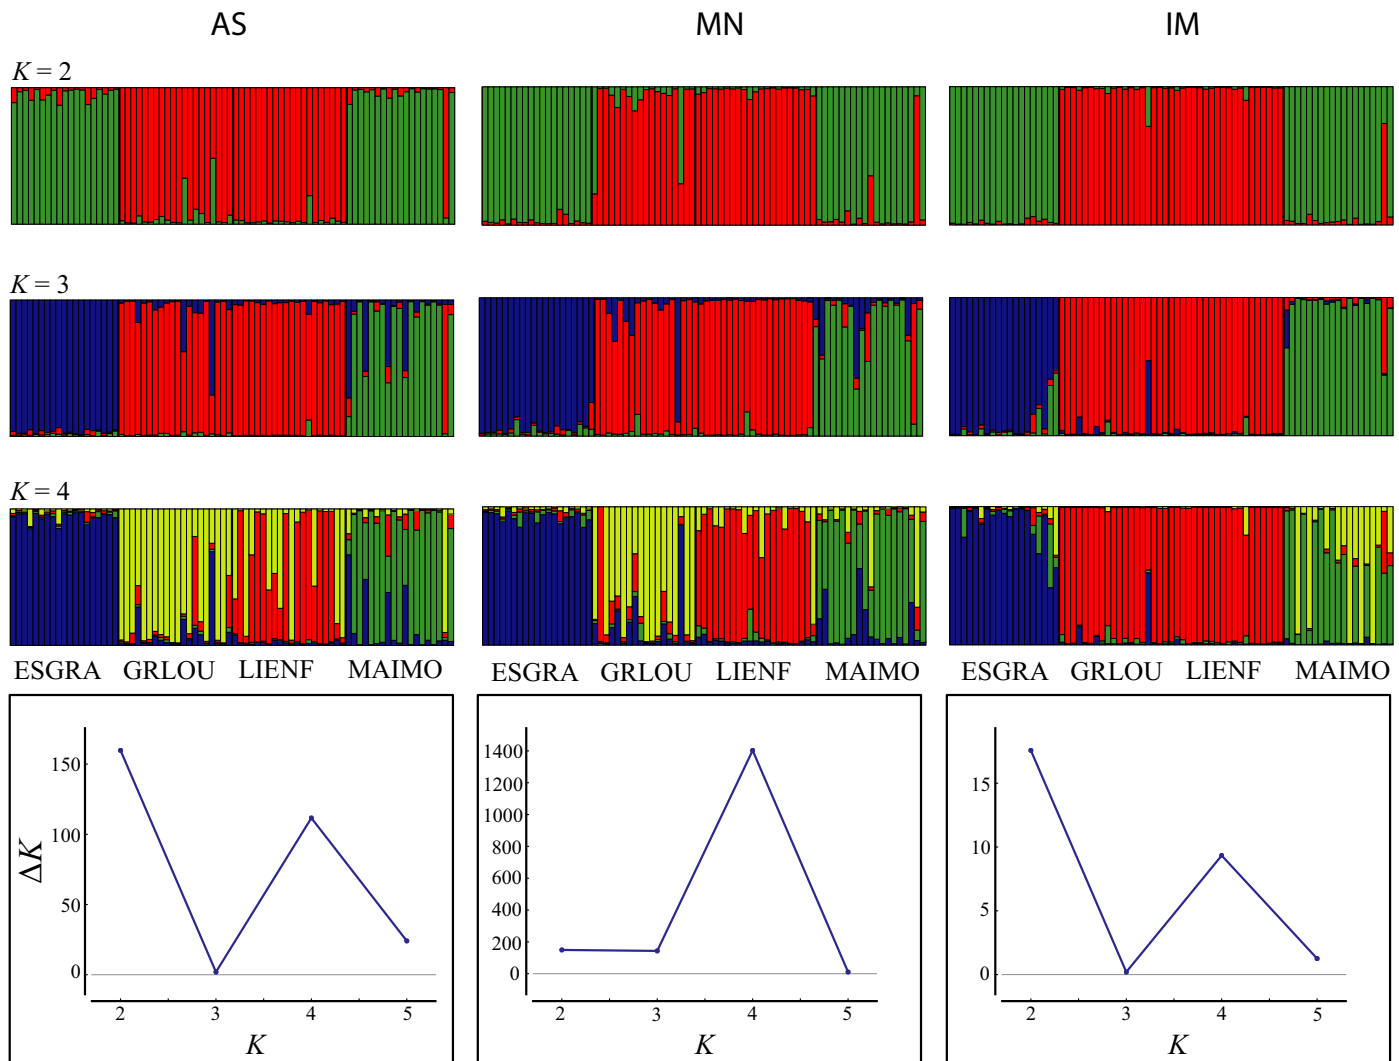 AS MN IM
K = 2
K = 3
K = 4
ESGRA GRLOU LIENF MAIMO ESGRA GRLOU LIENF MAIMO ESGRA GRLOU LIENF MAIMO
ΔK
150
100
50
0
2 3 4 5
K
1400
1200
1000
800
600
400
200
0
2 3 4 5
K
15
10
5
0
2 3 4 5
K